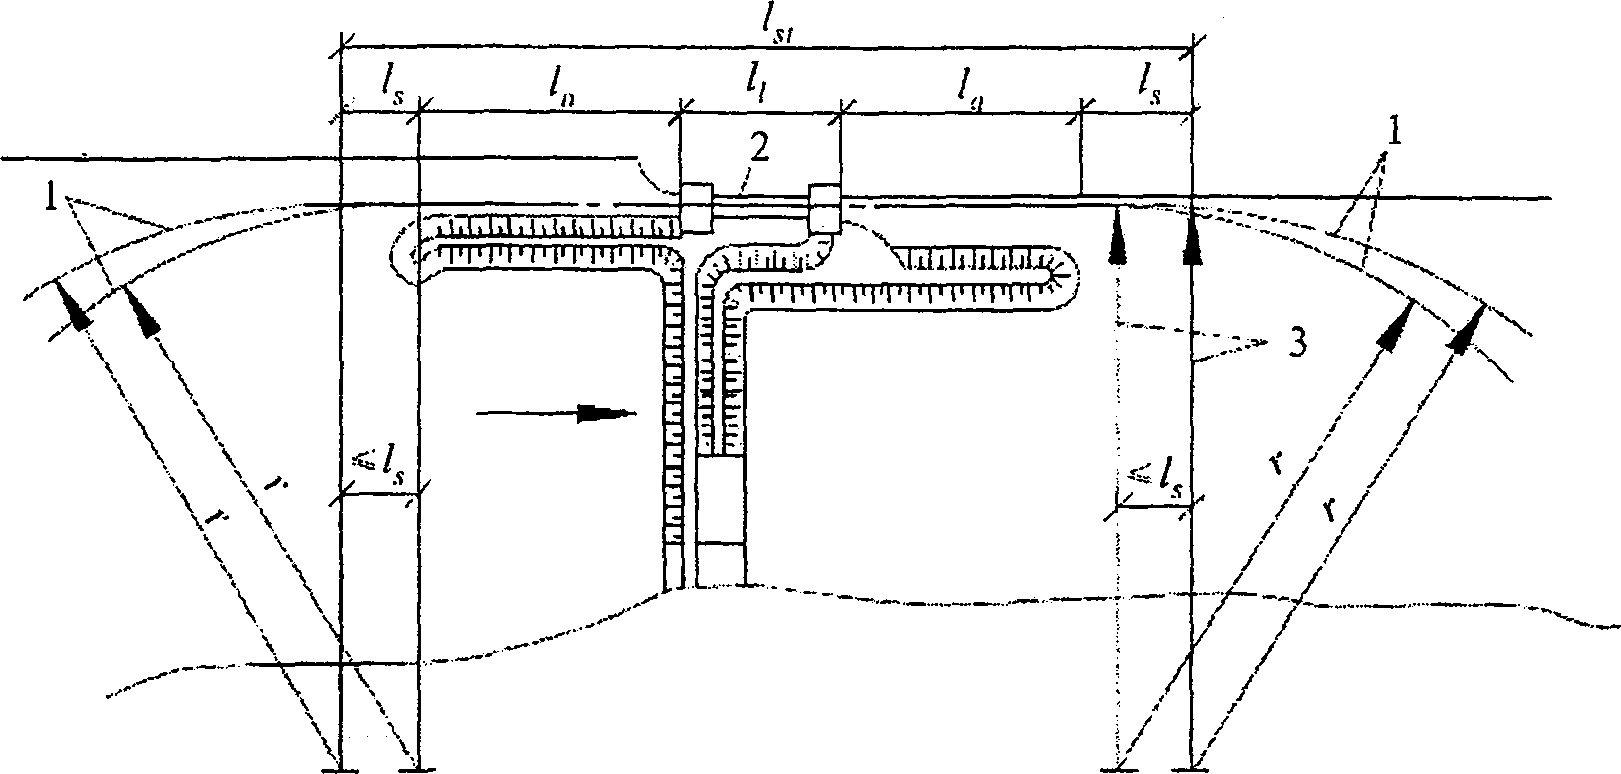 l_st
l_s l_n l_l l_a l_s
1 2 1
3
≤ l_s ≤ l_s
r r r r